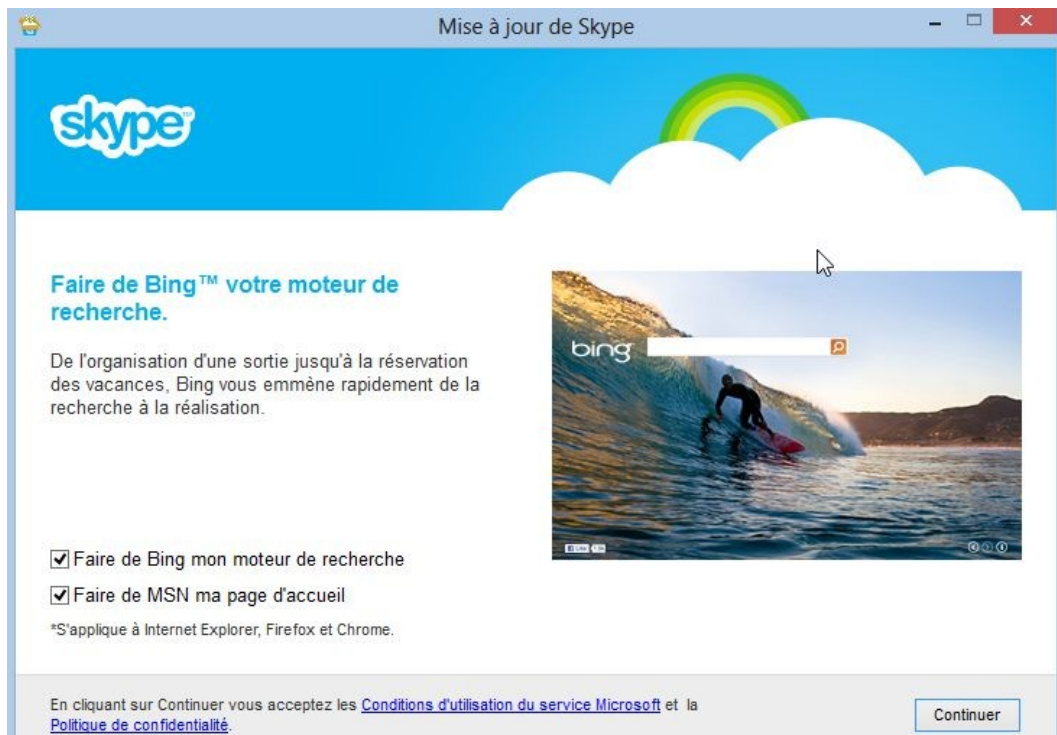 Mise à jour de Skype
skype™
Faire de Bing™ votre moteur de
recherche.
De l'organisation d'une sortie jusqu'à la réservation
des vacances, Bing vous emmène rapidement de la
recherche à la réalisation.
bing
Like
Faire de Bing mon moteur de recherche
Faire de MSN ma page d'accueil
*S'applique à Internet Explorer, Firefox et Chrome.
En cliquant sur Continuer vous acceptez les Conditions d'utilisation du service Microsoft et la
Politique de confidentialité.
Continuer